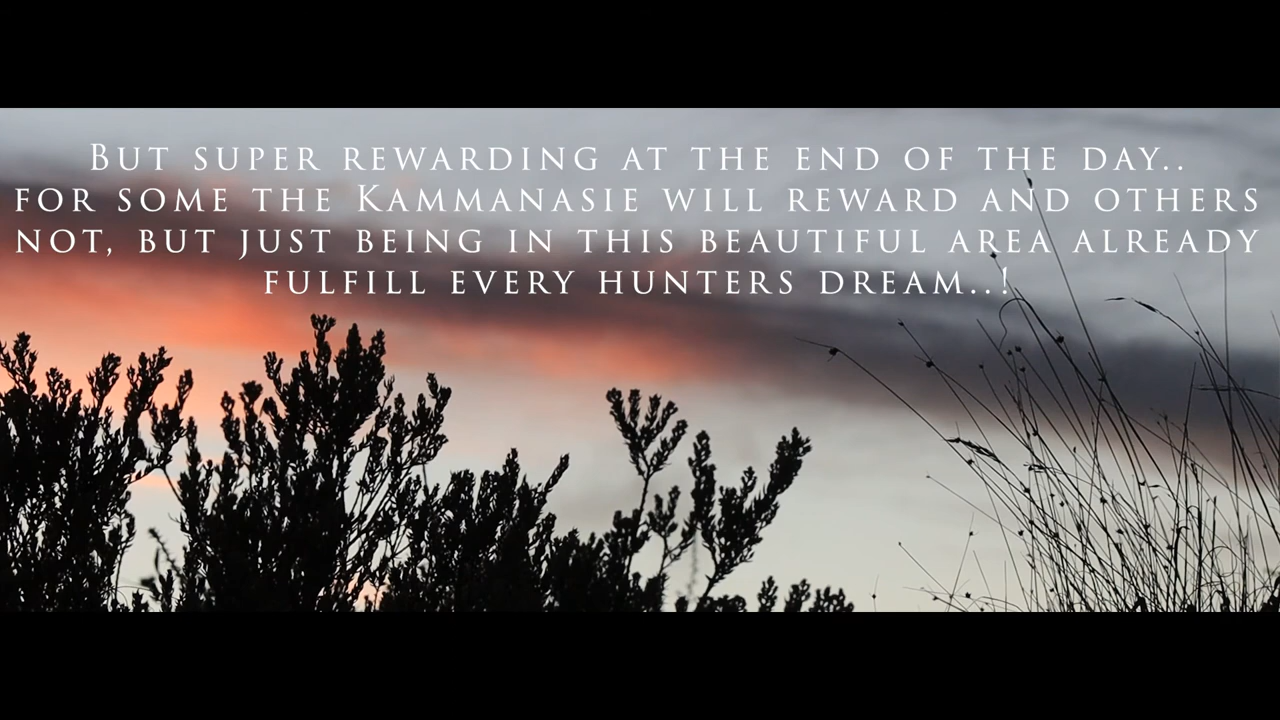 But super rewarding at the end of the day..
for some the Kammanasie will reward and others
not, but just being in this beautiful area already
fulfill every hunters dream..!